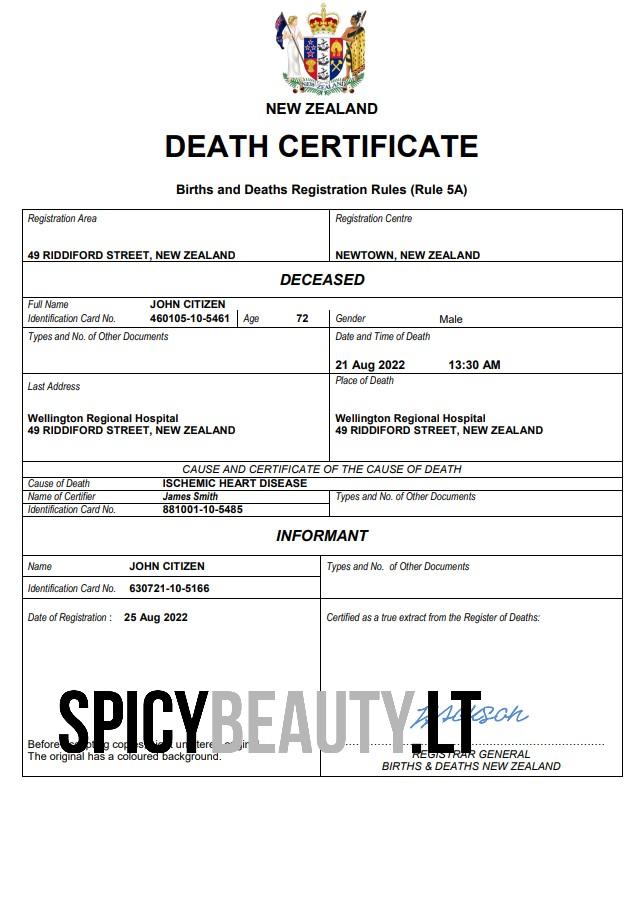 NEW ZEALAND
NEW ZEALAND
DEATH CERTIFICATE
Births and Deaths Registration Rules (Rule 5A)
Registration Area
Registration Centre
49 RIDDIFORD STREET, NEW ZEALAND
NEWTOWN, NEW ZEALAND
DECEASED
Full Name JOHN CITIZEN
Identification Card No. 460105-10-5461 Age 72 Gender Male
Types and No. of Other Documents
Date and Time of Death
21 Aug 2022 13:30 AM
Last Address
Place of Death
Wellington Regional Hospital
49 RIDDIFORD STREET, NEW ZEALAND
Wellington Regional Hospital
49 RIDDIFORD STREET, NEW ZEALAND
CAUSE AND CERTIFICATE OF THE CAUSE OF DEATH
Cause of Death ISCHEMIC HEART DISEASE
Name of Certifier James Smith
Types and No. of Other Documents
Identification Card No. 881001-10-5485
INFORMANT
Name JOHN CITIZEN
Types and No. of Other Documents
Identification Card No. 630721-10-5166
Date of Registration : 25 Aug 2022
Certified as a true extract from the Register of Deaths:
SPICYBEAUTY.LT
Before
The original has a coloured background.
REGISTRAR GENERAL
BIRTHS & DEATHS NEW ZEALAND